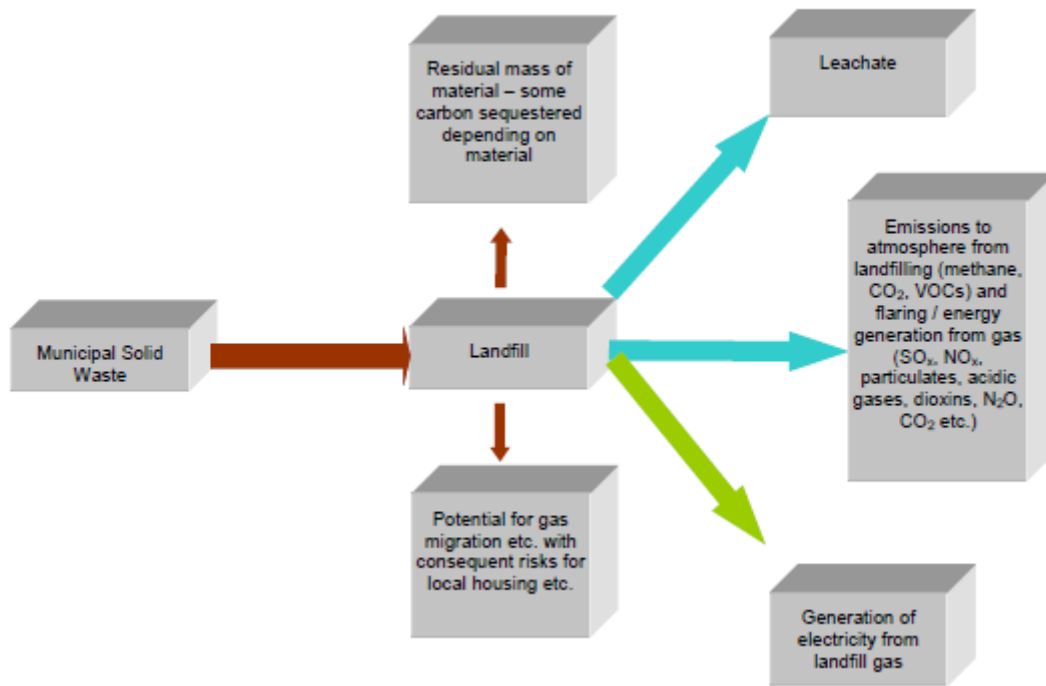 Residual mass of
material – some
carbon sequestered
depending on
material
Leachate
Municipal Solid
Waste
Landfill
Emissions to
atmosphere from
landfilling (methane,
CO₂, VOCs) and
flaring / energy
generation from gas
(SOₓ, NOₓ,
particulates, acidic
gases, dioxins, N₂O,
CO₂ etc.)
Potential for gas
migration etc. with
consequent risks for
local housing etc.
Generation of
electricity from
landfill gas